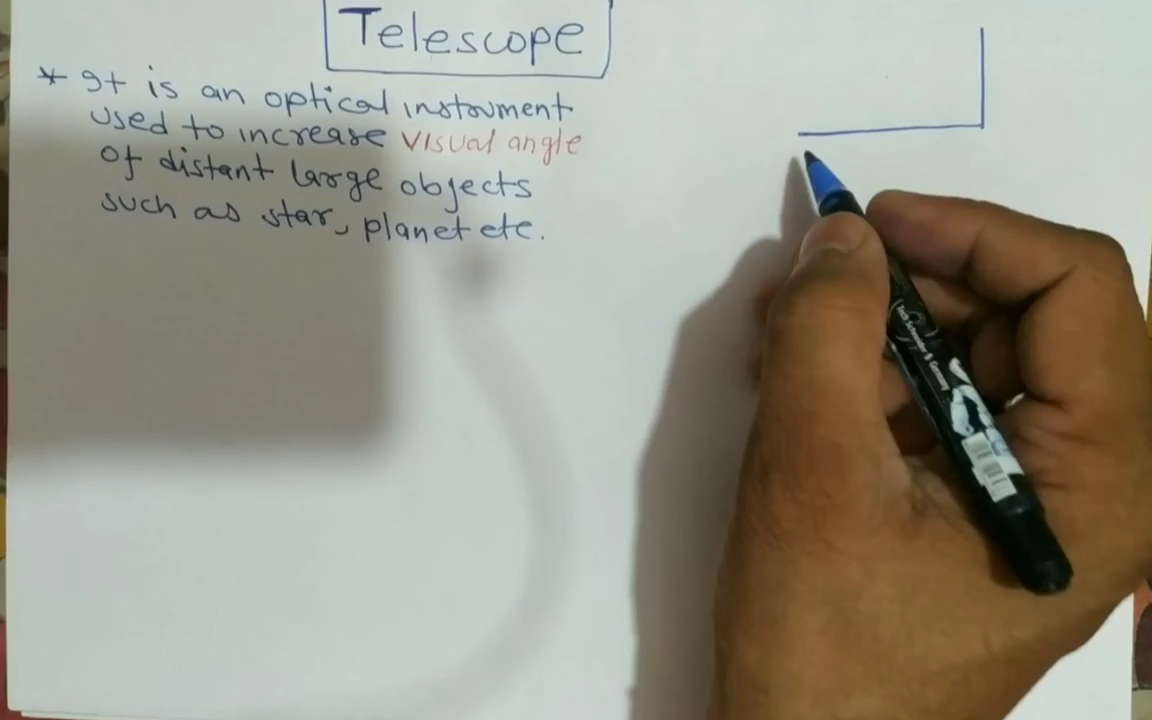 Telescope
* It is an optical instrument
used to increase visual angle
of distant large objects
such as star, planet etc.